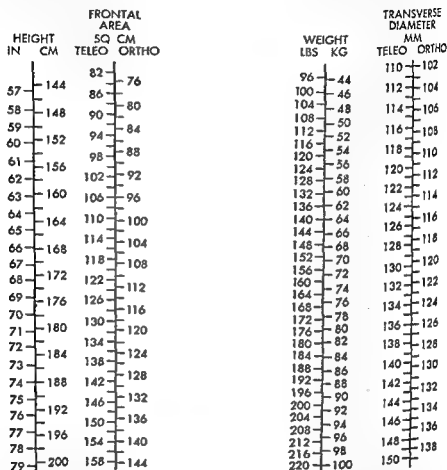 FRONTAL AREA SQ CM
TRANSVERSE DIAMETER MM
HEIGHT
IN CM
TELEO ORTHO
WEIGHT
LBS KG
TELEO ORTHO
57 58 59 60 61 62 63 64 65 66 67 68 69 70 71 72 73 74 75 76 77 78 79
144 148 152 156 160 164 168 172 176 180 184 188 192 196 200
82 86 90 94 98 102 106 110 114 118 122 126 130 134 138 142 146 150 154 158
76 80 84 88 92 96 100 104 108 112 116 120 124 128 132 136 140 144
96 100 104 108 112 116 120 124 128 132 136 140 144 148 152 156 160 164 168 172 176 180 184 188 192 196 200 204 208 212 216 220
44 46 48 50 52 54 56 58 60 62 64 66 68 70 72 74 76 78 80 82 84 86 88 90 92 94 96 98 100
110 112 114 116 118 120 122 124 126 128 130 132 134 136 138 140 142 144 146 148 150
102 104 106 108 110 112 114 116 118 120 122 124 126 128 130 132 134 136 138